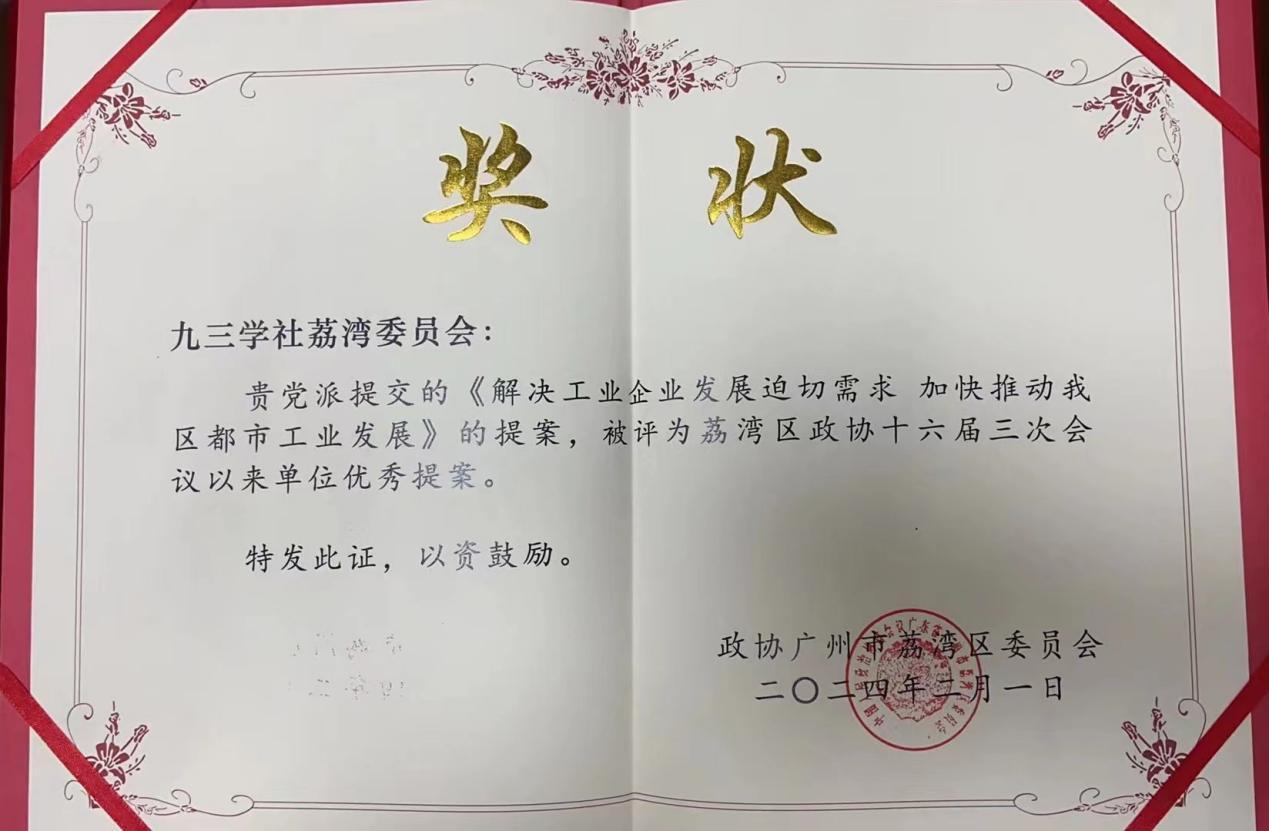 奖状
九三学社荔湾委员会：
贵党派提交的《解决工业企业发展迫切需求 加快推动我
区都市工业发展》的提案，被评为荔湾区政协十六届三次会
议以来单位优秀提案。
特发此证，以资鼓励。
政协广州市荔湾区委员会
二〇二四年二月一日